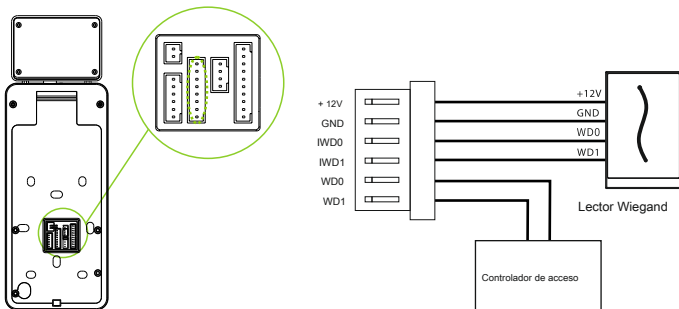 + 12V
GND
IWD0
IWD1
WD0
WD1
+12V
GND
WD0
WD1
Lector Wiegand
Controlador de acceso